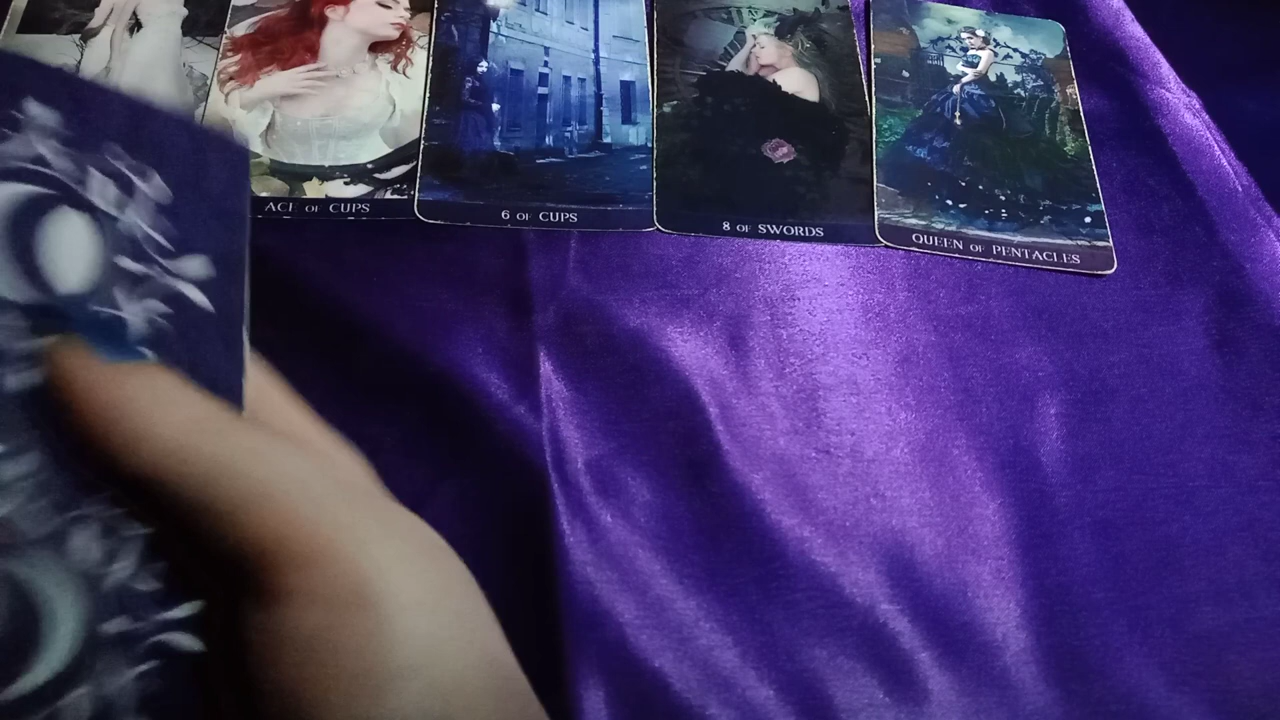 ACE OF CUPS
6 OF CUPS
8 OF SWORDS
QUEEN OF PENTACLES